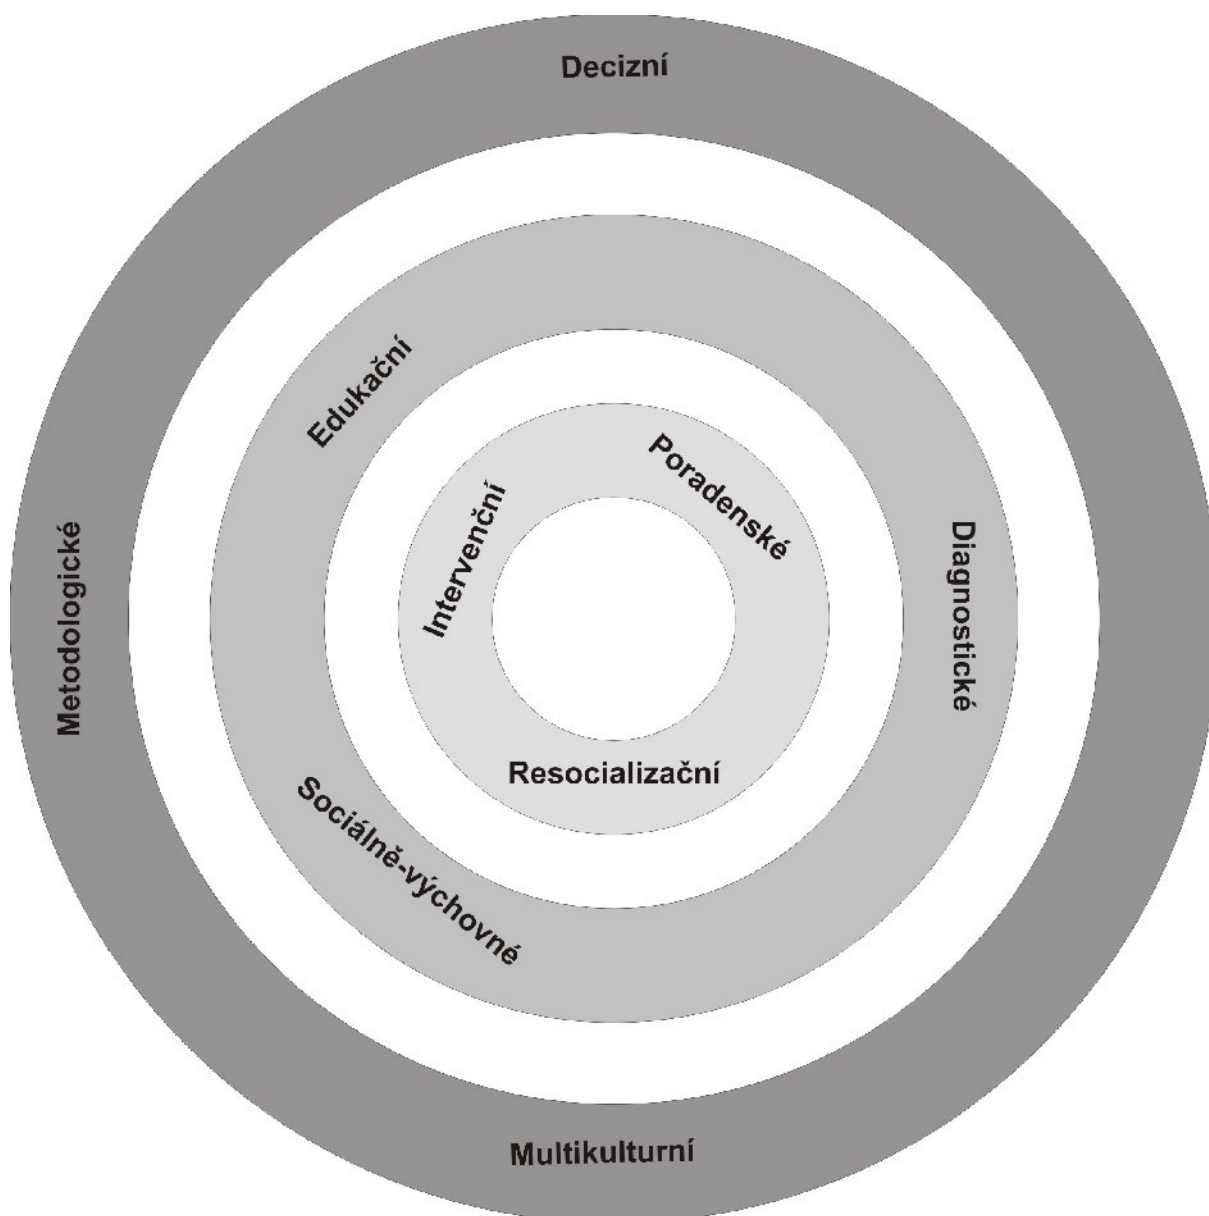 Decizní
Edukační
Poradenské
Intervenční
Diagnostické
Metodologické
Resocializační
Sociálně-výchovné
Multikulturní